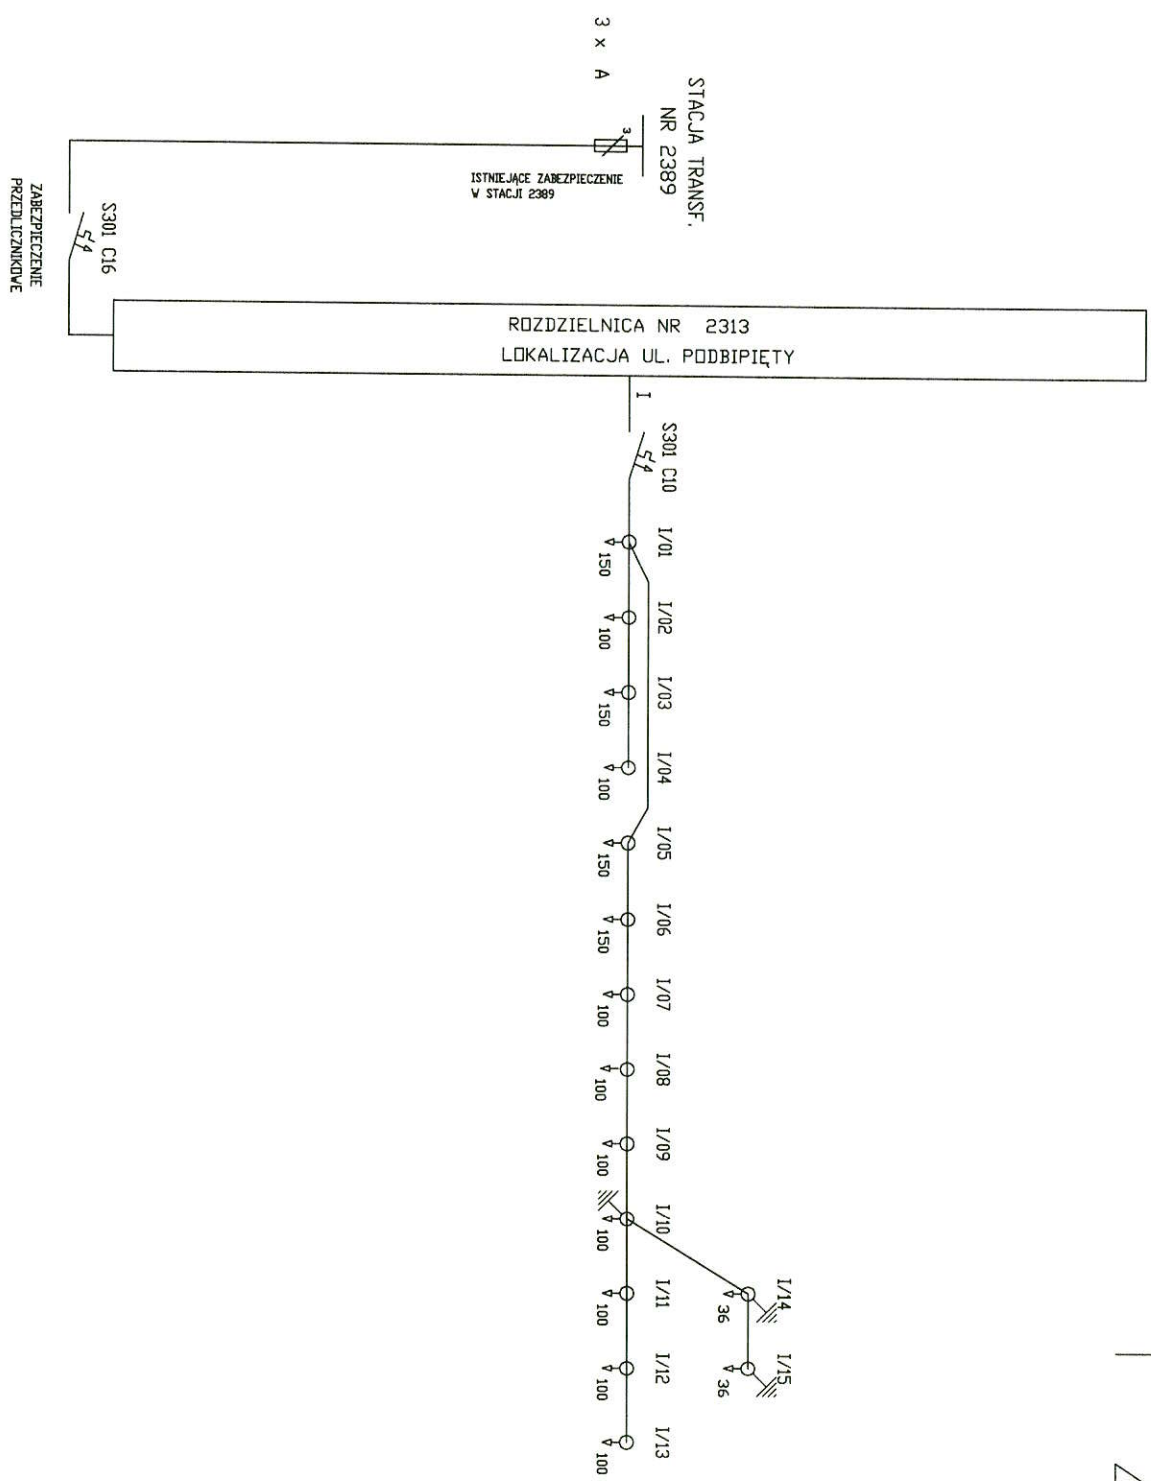 3 x A
STACJA TRANSF.
NR 2389
3
ISTNIEJĄCE ZABEZPIECZENIE
W STACJI 2389
S301 C16
ZABEZPIECZENIE
PRZEDLICZNIKOWE
ROZDZIELNICA NR 2313
LOKALIZACJA UL. PODBIPIĘTY
I
S301 C10
I/01
150
I/02
100
I/03
150
I/04
100
I/05
150
I/06
150
I/07
100
I/08
100
I/09
100
I/10
100
I/11
100
I/12
100
I/13
100
I/14
36
I/15
36